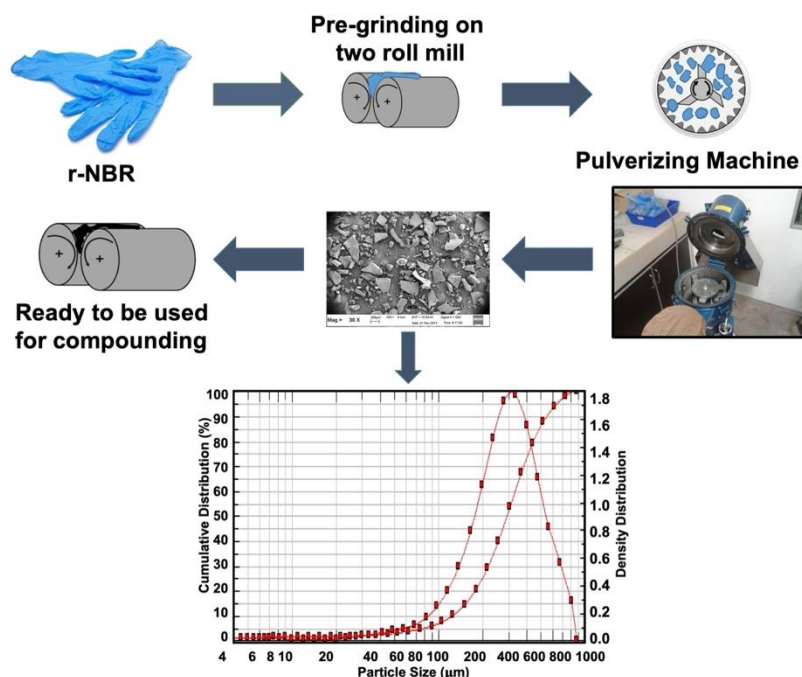 Pre-grinding on
two roll mill
r-NBR
Pulverizing Machine
Ready to be used
for compounding
Mag = 30 X
Cumulative Distribution (%)
100
90
80
70
60
50
40
30
20
10
0
Density Distribution
1.8
1.6
1.4
1.2
1.0
0.8
0.6
0.4
0.2
0.0
4 6 8 10 20 40 60 80 100 200 400 600 800 1000
Particle Size (µm)